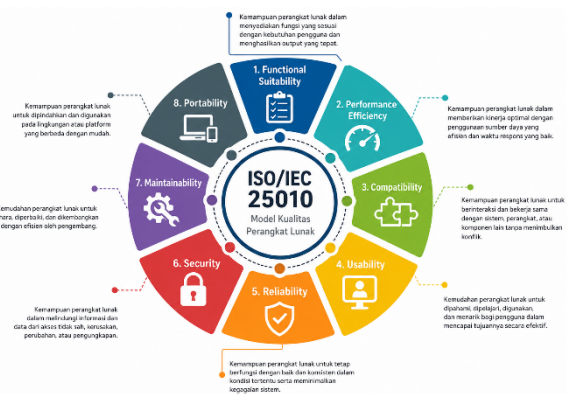 Kemampuan perangkat lunak dalam
menyediakan fungsi yang sesuai
dengan kebutuhan pengguna dan
menghasilkan output yang tepat.
1. Functional
Suitability
2. Performance
Efficiency
Kemampuan perangkat lunak dalam
memberikan kinerja optimal dengan
penggunaan sumber daya yang
efisien dan waktu respons yang baik.
3. Compatibility
Kemampuan perangkat lunak untuk
berinteraksi dan bekerja sama
dengan sistem, perangkat, atau
komponen lain tanpa menimbulkan
konflik.
4. Usability
Kemudahan perangkat lunak untuk
dipahami, dipelajari, digunakan,
dan menarik bagi pengguna dalam
mencapai tujuannya secara efektif.
5. Reliability
Kemampuan perangkat lunak untuk tetap
berfungsi dengan baik dan konsisten dalam
kondisi tertentu serta meminimalkan
kegagalan sistem.
6. Security
Kemampuan perangkat lunak
dalam melindungi informasi dan
data dari akses tidak sah, kerusakan,
perubahan, atau pengungkapan.
7. Maintainability
perangkat lunak untuk
diperbaiki, dan dikembangkan
dengan efisien oleh pengembang.
8. Portability
Kemampuan perangkat lunak
untuk dipindahkan dan digunakan
pada lingkungan atau platform
yang berbeda dengan mudah.
ISO/IEC
25010
Model Kualitas
Perangkat Lunak